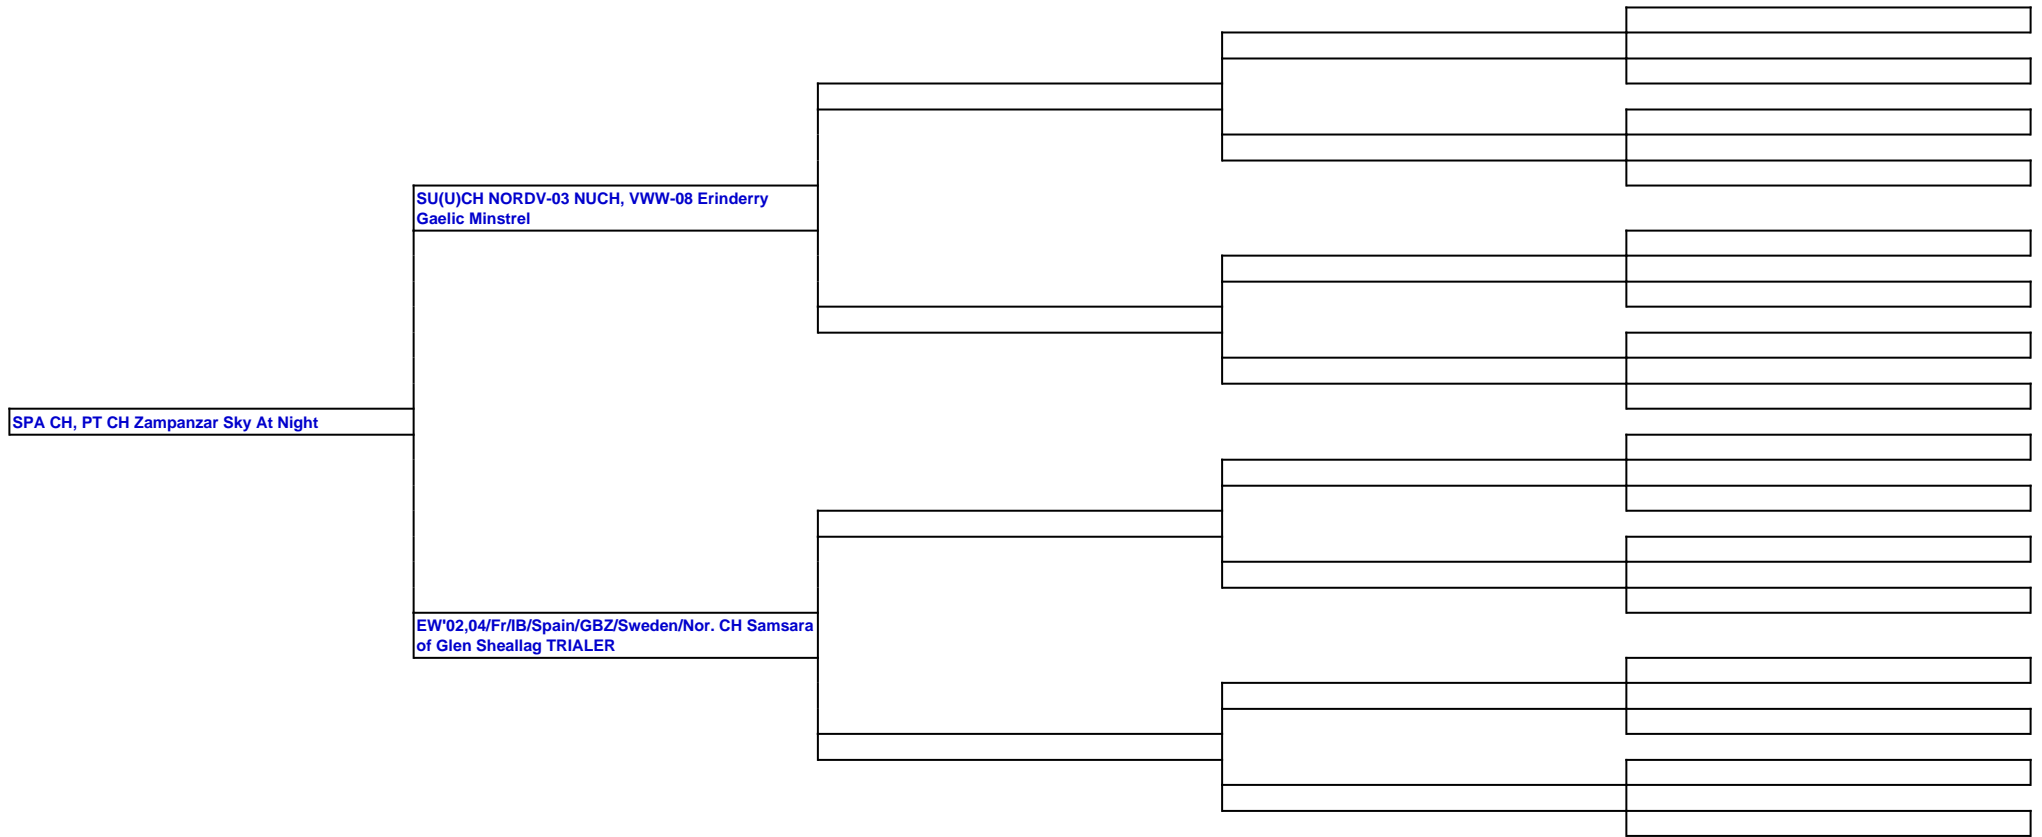 SU(U)CH NORDV-03 NUCH, VWW-08 Erinderry
Gaelic Minstrel
SPA CH, PT CH Zampanzar Sky At Night
EW'02,04/Fr/IB/Spain/GBZ/Sweden/Nor. CH Samsara
of Glen Sheallag TRIALER